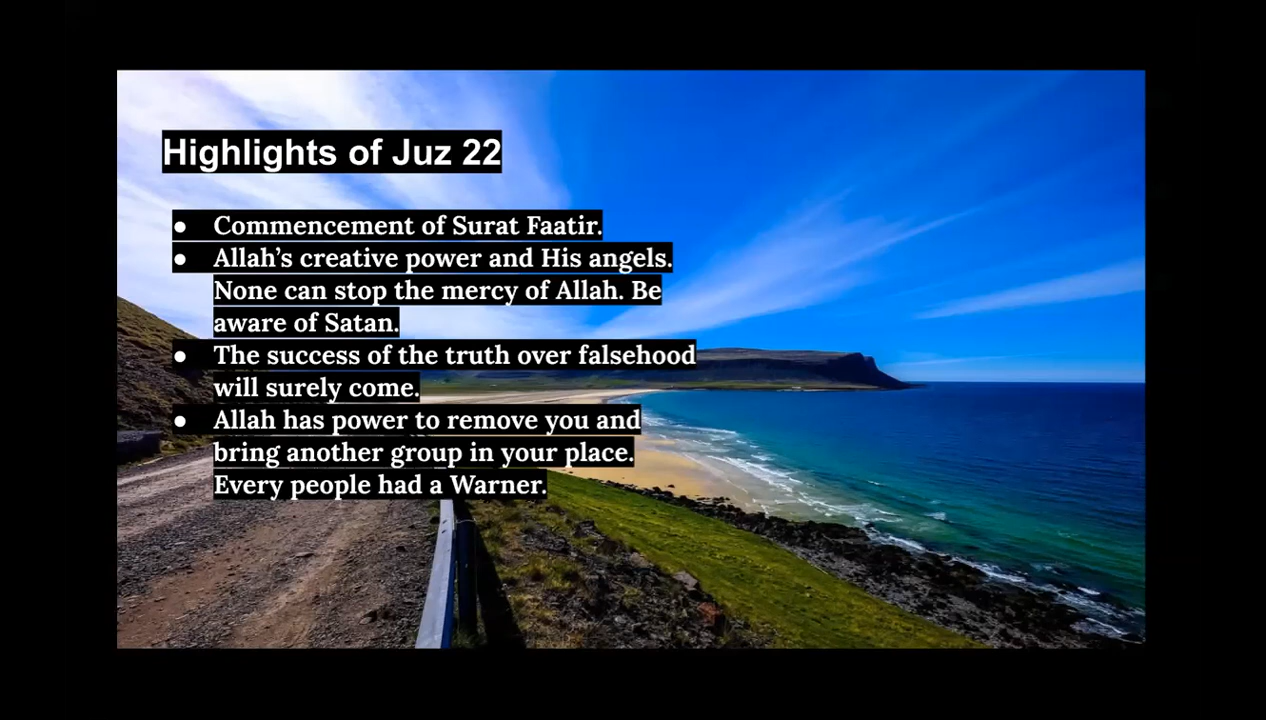 Highlights of Juz 22
● Commencement of Surat Faatir.
● Allah’s creative power and His angels.
None can stop the mercy of Allah. Be
aware of Satan.
● The success of the truth over falsehood
will surely come.
● Allah has power to remove you and
bring another group in your place.
Every people had a Warner.